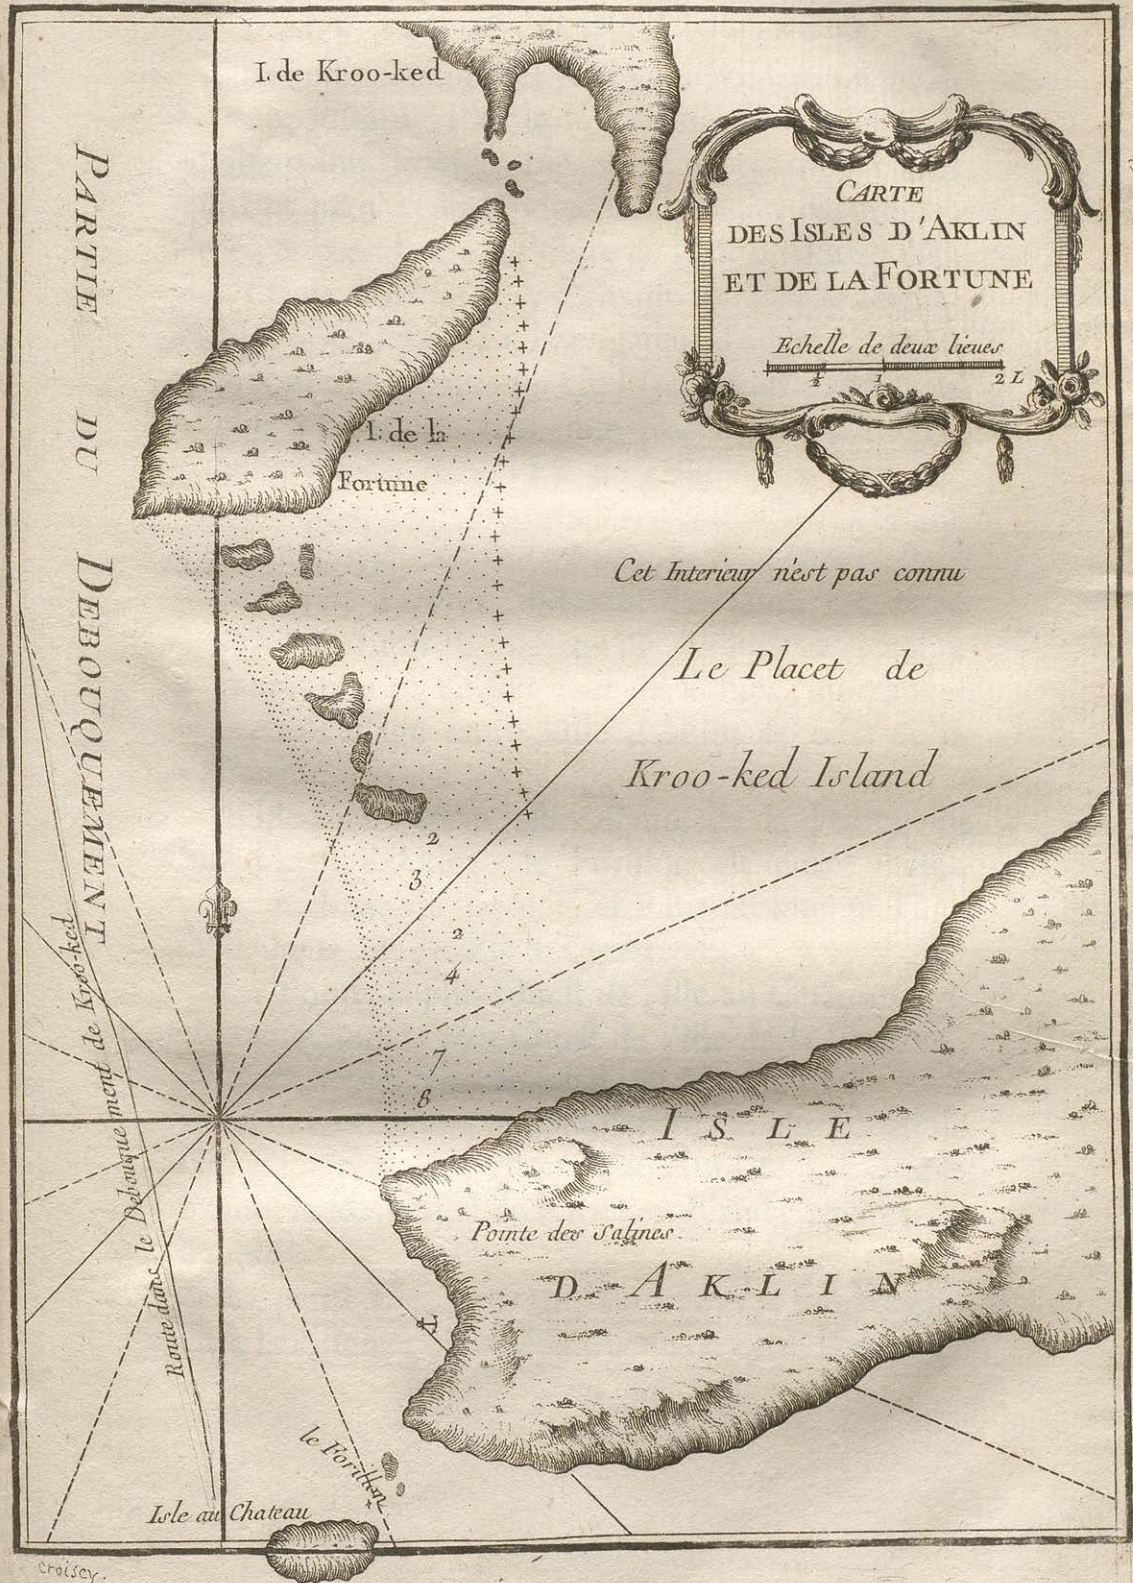 I. de Kroo-ked
CARTE
DES ISLES D'AKLIN
ET DE LA FORTUNE
Echelle de deux lieues
½ 1 2 L
PARTIE DU DEBOUQUEMENT
I. de la
Fortune
Cet Interieur n'est pas connu
Le Placet de
Kroo-ked Island
2
3
2
4
7
8
Route dans le Debouquement de Kroo-ked
ISLE
Pointe des Salines
D'AKLIN
le Forillon
Isle au Chateau
Croisey.